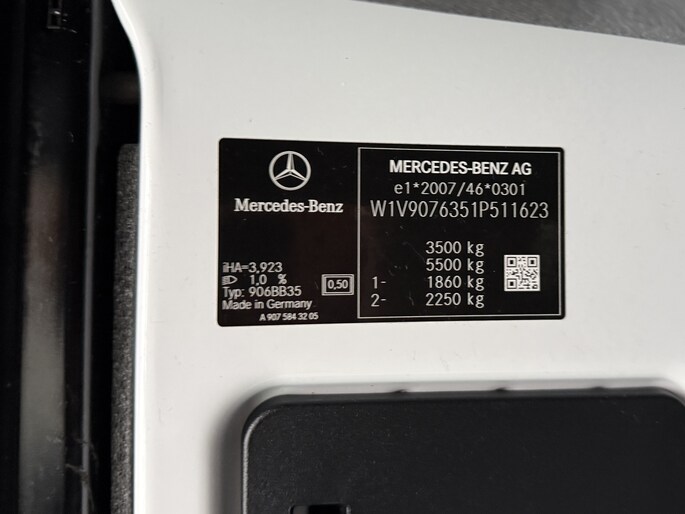 Mercedes-Benz
iHA=3,923
1,0 %
Typ: 906BB35
Made in Germany
0,50
A 907 584 32 05
MERCEDES-BENZ AG
e1*2007/46*0301
W1V9076351P511623
3500 kg
5500 kg
1- 1860 kg
2- 2250 kg